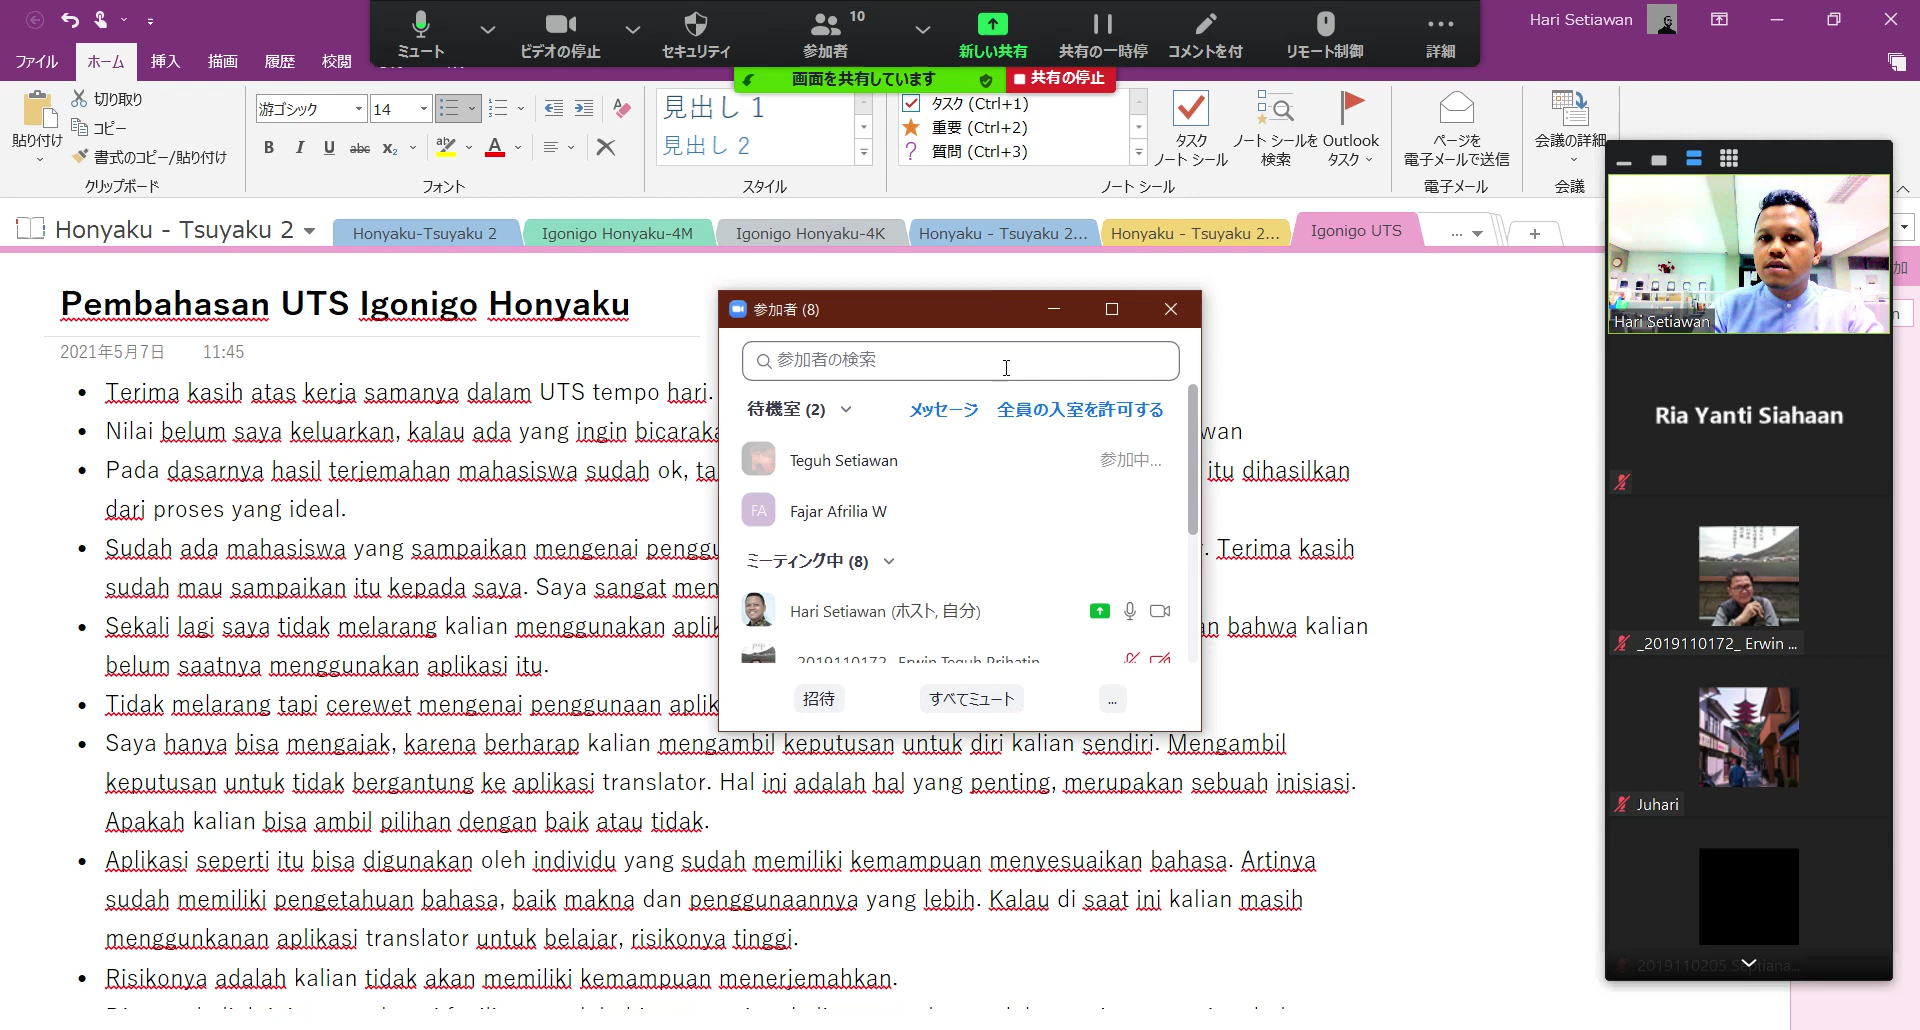 Hari Setiawan
ミュート
ビデオの停止
セキュリティ
10
参加者
新しい共有
共有の一時停
コメントを付
リモート制御
詳細
画面を共有しています
共有の停止
ファイル
ホーム
挿入
描画
履歴
校閲
貼り付け
切り取り
コピー
書式のコピー/貼り付け
クリップボード
游ゴシック
14
B I U abc x₂
A
フォント
見出し 1
見出し 2
スタイル
タスク (Ctrl+1)
重要 (Ctrl+2)
質問 (Ctrl+3)
タスク
ノート シール
ノート シールを
検索
Outlook
タスク
ノート シール
ページを
電子メールで送信
電子メール
会議の詳細
会議
Honyaku - Tsuyaku 2
Honyaku-Tsuyaku 2
Igonigo Honyaku-4M
Igonigo Honyaku-4K
Honyaku - Tsuyaku 2...
Honyaku - Tsuyaku 2...
Igonigo UTS
...
+
Pembahasan UTS Igonigo Honyaku
2021年5月7日 11:45
• Terima kasih atas kerja samanya dalam UTS tempo hari.
• Nilai belum saya keluarkan, kalau ada yang ingin bicaraka
wan
• Pada dasarnya hasil terjemahan mahasiswa sudah ok, ta
itu dihasilkan
dari proses yang ideal.
• Sudah ada mahasiswa yang sampaikan mengenai penggu
. Terima kasih
sudah mau sampaikan itu kepada saya. Saya sangat men
• Sekali lagi saya tidak melarang kalian menggunakan aplik
an bahwa kalian
belum saatnya menggunakan aplikasi itu.
• Tidak melarang tapi cerewet mengenai penggunaan aplik
• Saya hanya bisa mengajak, karena berharap kalian mengambil keputusan untuk diri kalian sendiri. Mengambil
keputusan untuk tidak bergantung ke aplikasi translator. Hal ini adalah hal yang penting, merupakan sebuah inisiasi.
Apakah kalian bisa ambil pilihan dengan baik atau tidak.
• Aplikasi seperti itu bisa digunakan oleh individu yang sudah memiliki kemampuan menyesuaikan bahasa. Artinya
sudah memiliki pengetahuan bahasa, baik makna dan penggunaannya yang lebih. Kalau di saat ini kalian masih
menggunkanan aplikasi translator untuk belajar, risikonya tinggi.
• Risikonya adalah kalian tidak akan memiliki kemampuan menerjemahkan.
参加者 (8)
参加者の検索
待機室 (2)
メッセージ
全員の入室を許可する
Teguh Setiawan
参加中...
FA
Fajar Afrilia W
ミーティング中 (8)
Hari Setiawan (ホスト, 自分)
_2019110172_ Erwin Teguh Prihatin
招待
すべてミュート
...
Hari Setiawan
Ria Yanti Siahaan
_2019110172_ Erwin ...
Juhari
2019110205 Septiana...
加
n